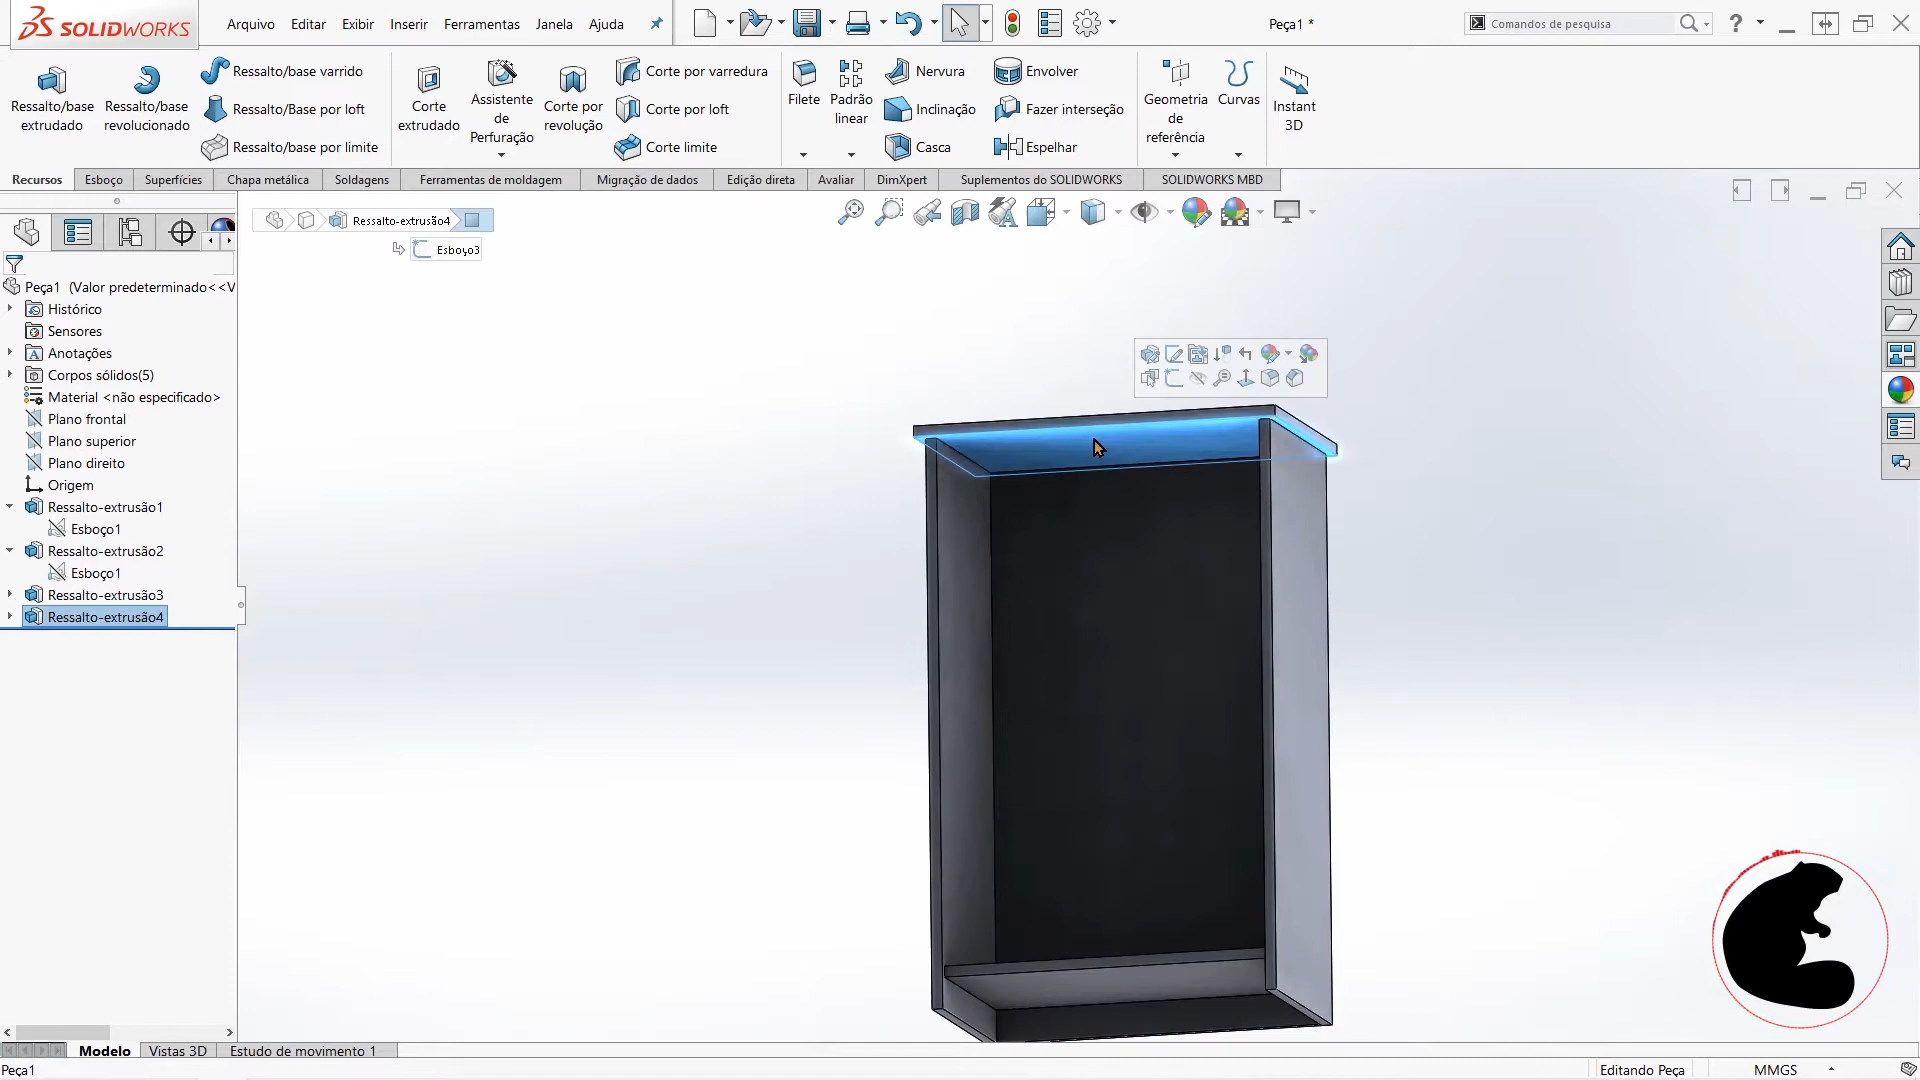 SOLIDWORKS
Arquivo Editar Exibir Inserir Ferramentas Janela Ajuda
Peça1 *
Comandos de pesquisa
?
Ressalto/base extrudado
Ressalto/base revolucionado
Ressalto/base varrido
Ressalto/Base por loft
Ressalto/base por limite
Corte extrudado
Assistente de Perfuração
Corte por revolução
Corte por varredura
Corte por loft
Corte limite
Filete
Padrão linear
Nervura
Inclinação
Casca
Envolver
Fazer interseção
Espelhar
Geometria de referência
Curvas
Instant 3D
Recursos Esboço Superfícies Chapa metálica Soldagens Ferramentas de moldagem Migração de dados Edição direta Avaliar DimXpert Suplementos do SOLIDWORKS SOLIDWORKS MBD
Ressalto-extrusão4
Esboço3
Peça1 (Valor predeterminado<<V
Histórico
Sensores
Anotações
Corpos sólidos(5)
Material <não especificado>
Plano frontal
Plano superior
Plano direito
Origem
Ressalto-extrusão1
Esboço1
Ressalto-extrusão2
Esboço1
Ressalto-extrusão3
Ressalto-extrusão4
Modelo Vistas 3D Estudo de movimento 1
Peça1
Editando Peça
MMGS